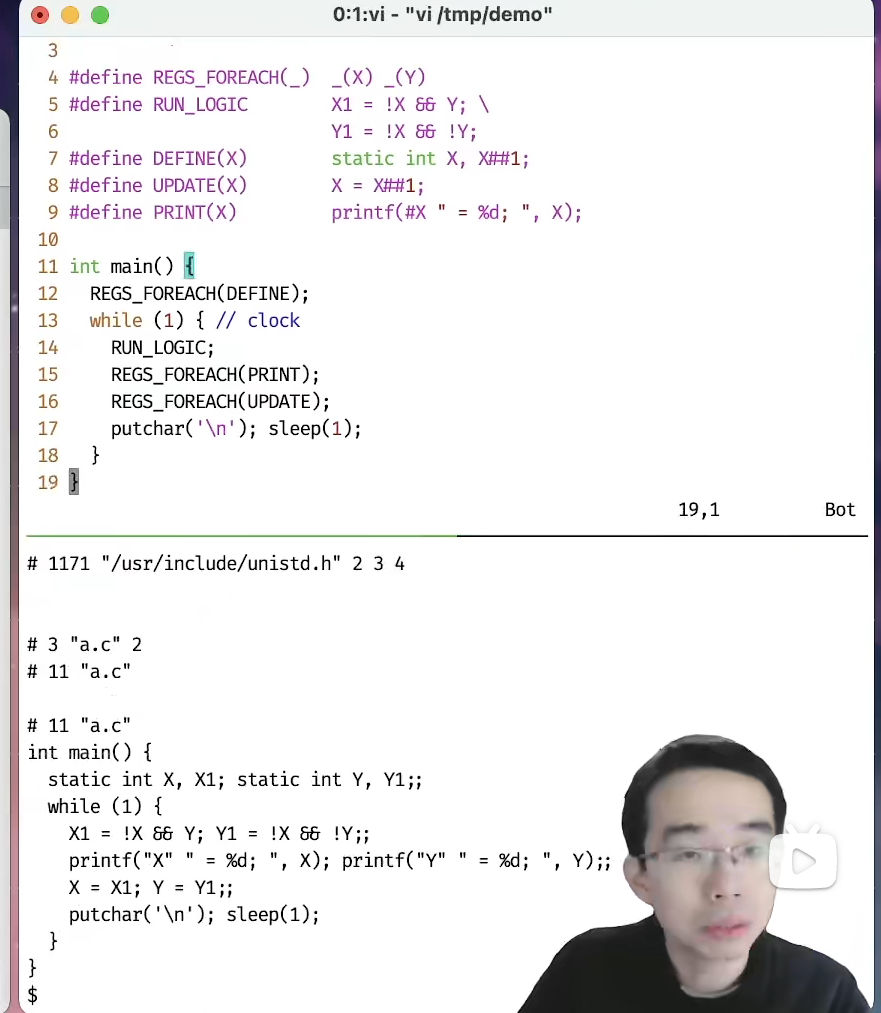 0:1:vi - "vi /tmp/demo"
3
4 #define REGS_FOREACH(_)  _(X) _(Y)
5 #define RUN_LOGIC        X1 = !X && Y; \
6                          Y1 = !X && !Y;
7 #define DEFINE(X)        static int X, X##1;
8 #define UPDATE(X)        X = X##1;
9 #define PRINT(X)         printf(#X " = %d; ", X);
10
11 int main() {
12   REGS_FOREACH(DEFINE);
13   while (1) { // clock
14     RUN_LOGIC;
15     REGS_FOREACH(PRINT);
16     REGS_FOREACH(UPDATE);
17     putchar('\n'); sleep(1);
18   }
19 }
19,1          Bot
# 1171 "/usr/include/unistd.h" 2 3 4
# 3 "a.c" 2
# 11 "a.c"
# 11 "a.c"
int main() {
  static int X, X1; static int Y, Y1;;
  while (1) {
    X1 = !X && Y; Y1 = !X && !Y;;
    printf("X" " = %d; ", X); printf("Y" " = %d; ", Y);;
    X = X1; Y = Y1;;
    putchar('\n'); sleep(1);
  }
}
$